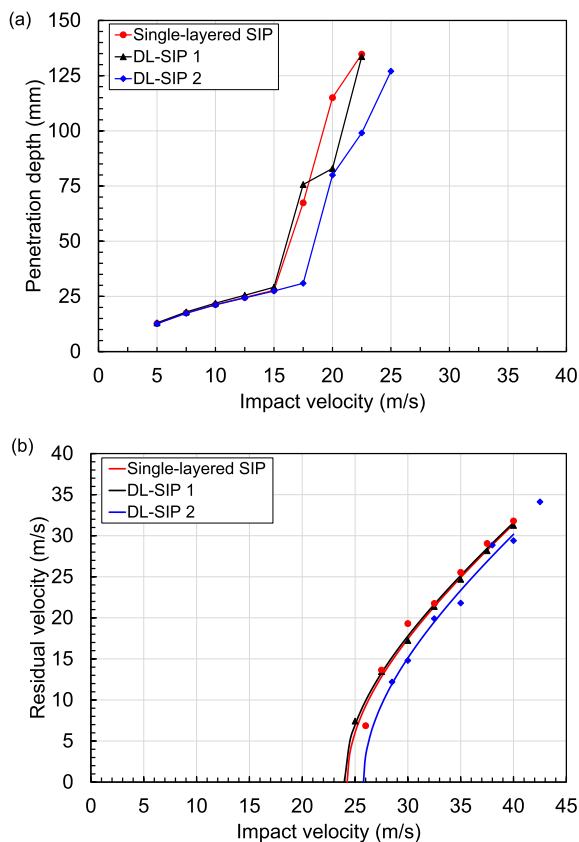 (a)
Single-layered SIP
DL-SIP 1
DL-SIP 2
Penetration depth (mm)
150
125
100
75
50
25
0
0 5 10 15 20 25 30 35 40
Impact velocity (m/s)
(b)
Single-layered SIP
DL-SIP 1
DL-SIP 2
Residual velocity (m/s)
40
35
30
25
20
15
10
5
0
0 5 10 15 20 25 30 35 40 45
Impact velocity (m/s)